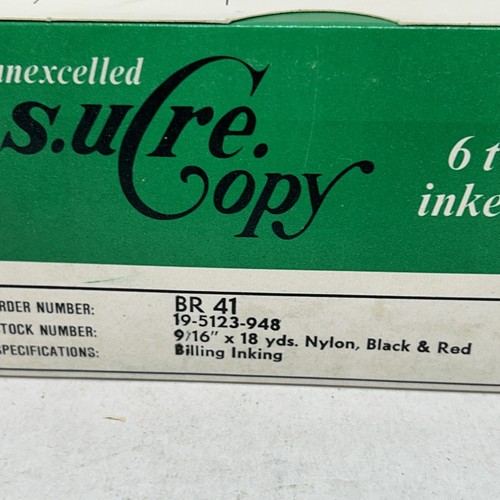 unexcelled
s.ure.
Copy
6 t
inke
RDER NUMBER: BR 41
TOCK NUMBER: 19-5123-948
PECIFICATIONS: 9/16" x 18 yds. Nylon, Black & Red
Billing Inking